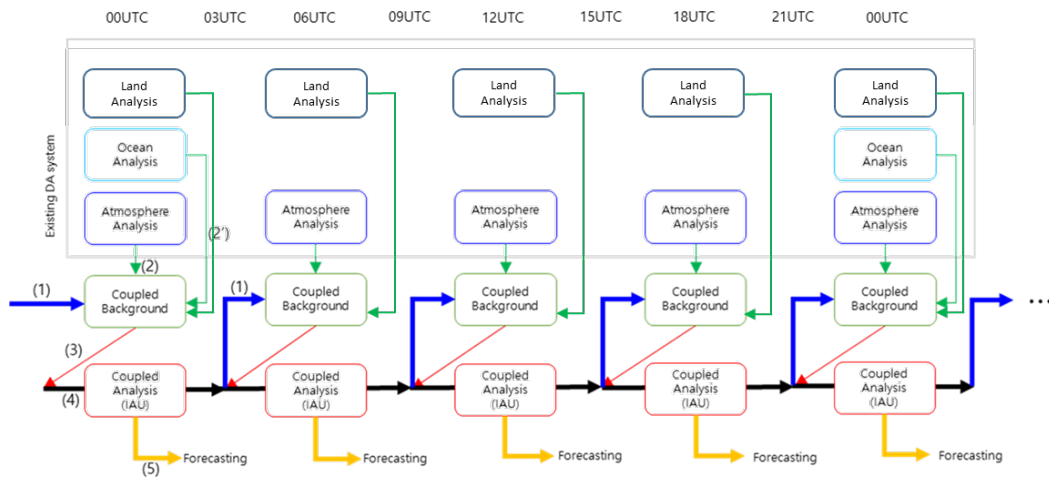 00UTC 03UTC 06UTC 09UTC 12UTC 15UTC 18UTC 21UTC 00UTC
Existing DA system
Land
Analysis
Land
Analysis
Land
Analysis
Land
Analysis
Land
Analysis
Ocean
Analysis
Ocean
Analysis
Atmosphere
Analysis
Atmosphere
Analysis
Atmosphere
Analysis
Atmosphere
Analysis
Atmosphere
Analysis
(2')
(2)
(1)
Coupled
Background
(1)
Coupled
Background
Coupled
Background
Coupled
Background
Coupled
Background
...
(3)
(4)
Coupled
Analysis
(IAU)
Coupled
Analysis
(IAU)
Coupled
Analysis
(IAU)
Coupled
Analysis
(IAU)
Coupled
Analysis
(IAU)
(5)
Forecasting
Forecasting
Forecasting
Forecasting
Forecasting